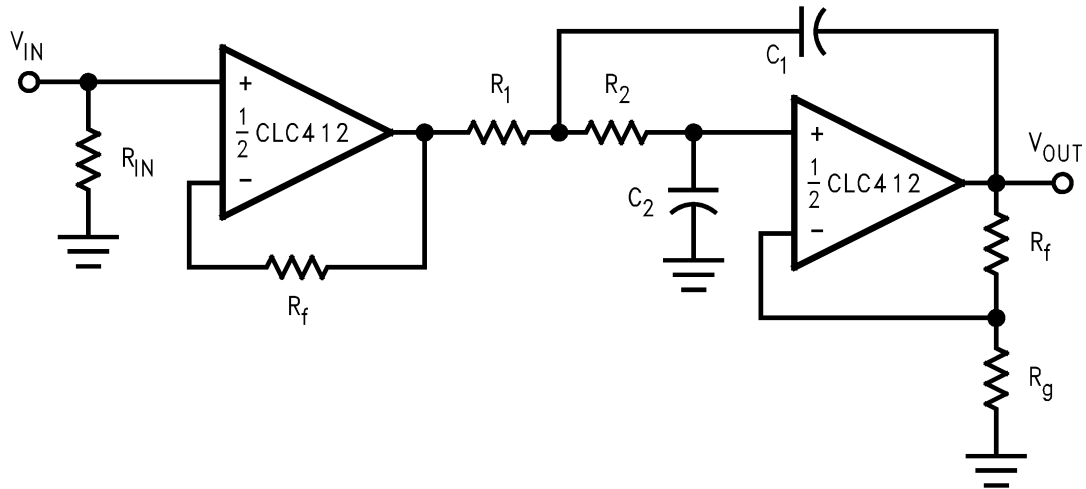 V_IN
+
1/2 CLC412
−
R_IN
R_f
R_1
R_2
C_1
C_2
+
1/2 CLC412
−
V_OUT
R_f
R_g